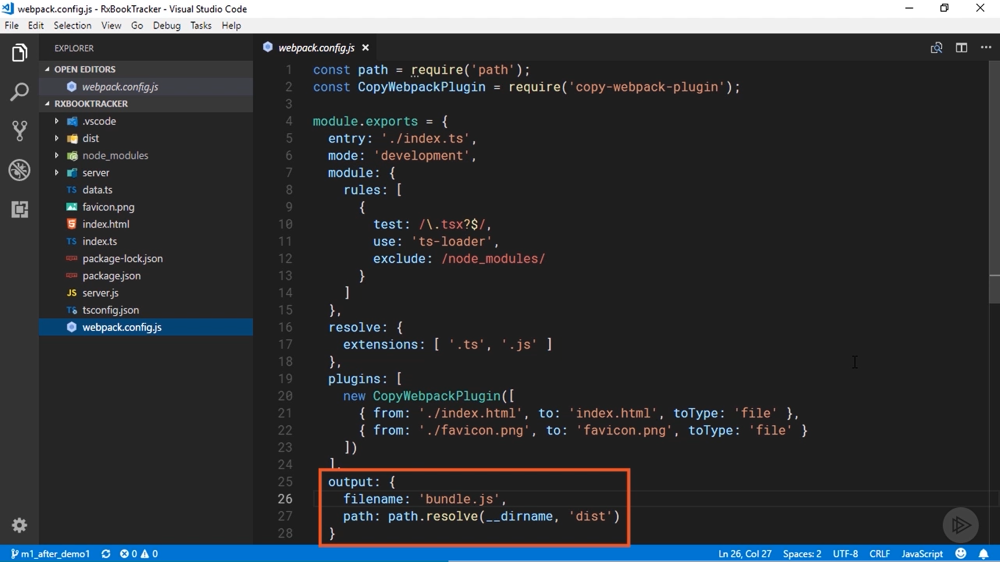 webpack.config.js - RxBookTracker - Visual Studio Code
File Edit Selection View Go Debug Tasks Help
EXPLORER
OPEN EDITORS
webpack.config.js
RXBOOKTRACKER
.vscode
dist
node_modules
server
TS data.ts
favicon.png
index.html
TS index.ts
package-lock.json
package.json
JS server.js
TS tsconfig.json
webpack.config.js
webpack.config.js
1 const path = require('path');
2 const CopyWebpackPlugin = require('copy-webpack-plugin');
3
4 module.exports = {
5 entry: './index.ts',
6 mode: 'development',
7 module: {
8 rules: [
9 {
10 test: /\.tsx?$/,
11 use: 'ts-loader',
12 exclude: /node_modules/
13 }
14 ]
15 },
16 resolve: {
17 extensions: [ '.ts', '.js' ]
18 },
19 plugins: [
20 new CopyWebpackPlugin([
21 { from: './index.html', to: 'index.html', toType: 'file' },
22 { from: './favicon.png', to: 'favicon.png', toType: 'file' }
23 ])
24 ],
25 output: {
26 filename: 'bundle.js',
27 path: path.resolve(__dirname, 'dist')
28 }
m1_after_demo1 0 0 Ln 26, Col 27 Spaces: 2 UTF-8 CRLF JavaScript